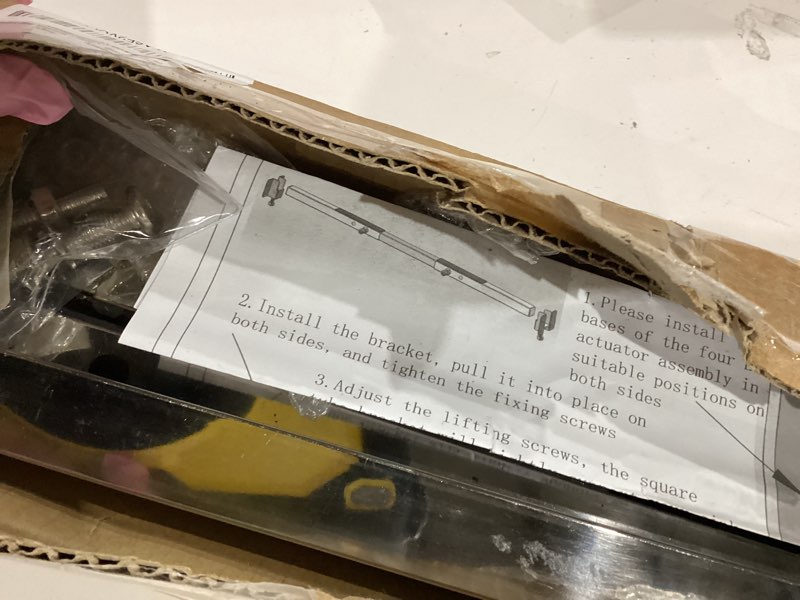 1. Please install
bases of the four
actuator assembly in
suitable positions on
both sides
2. Install the bracket, pull it into place on
both sides, and tighten the fixing screws
3. Adjust the lifting screws, the square